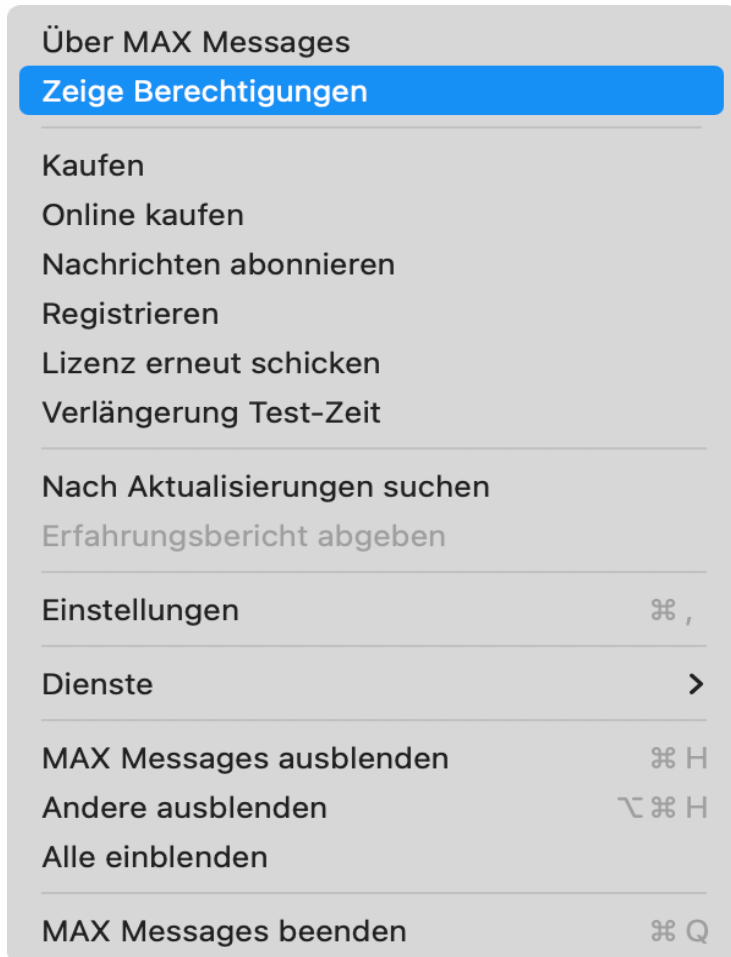 Über MAX Messages
Zeige Berechtigungen
Kaufen
Online kaufen
Nachrichten abonnieren
Registrieren
Lizenz erneut schicken
Verlängerung Test-Zeit
Nach Aktualisierungen suchen
Erfahrungsbericht abgeben
Einstellungen ⌘ ,
Dienste
MAX Messages ausblenden ⌘ H
Andere ausblenden ⌥ ⌘ H
Alle einblenden
MAX Messages beenden ⌘ Q